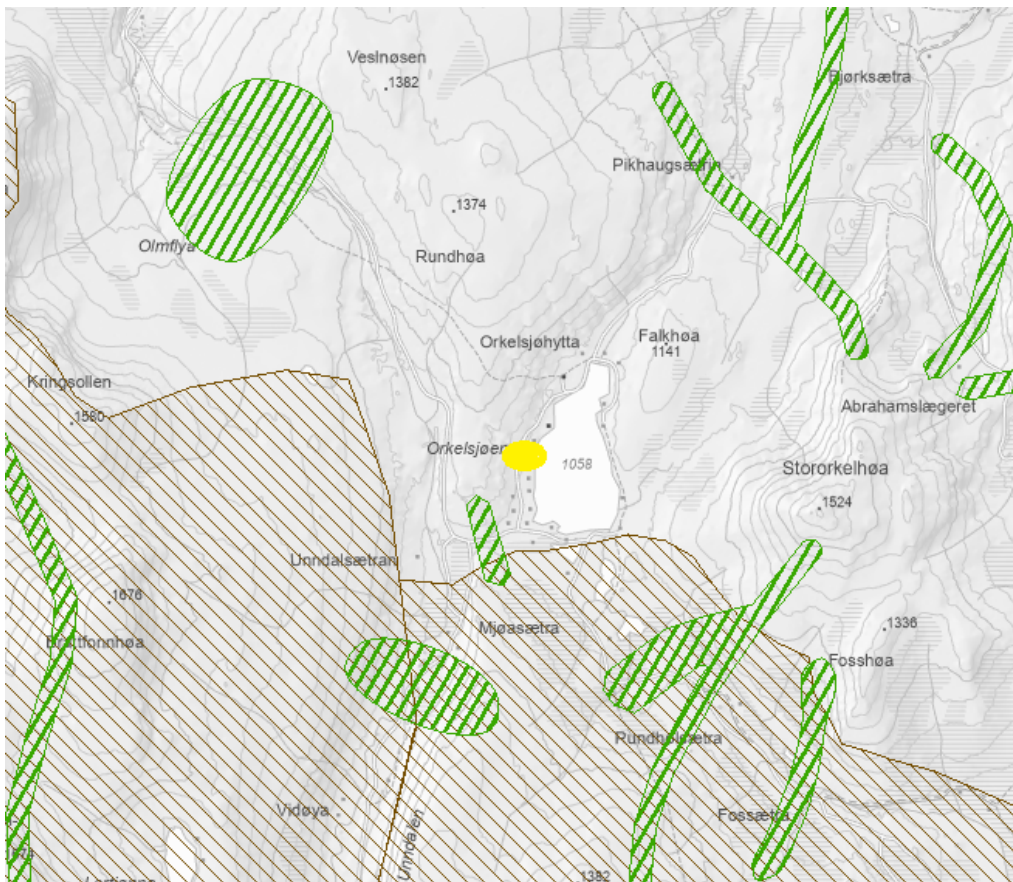 Veslnøsen
1382
Bjørksætra
Pikhaugsætrin
1374
Olmflya
Rundhøa
Orkelsjøhytta
Falkhøa
1141
Kringsollen
1580
Abrahamslægeret
Orkelsjøen
1058
Stororkelhøa
1524
Unndalsætran
1676
Mjøasætra
1336
Brattfonnhøa
Fosshøa
Rundhølsætra
Vidøya
Fossætra
Unndalen
1382